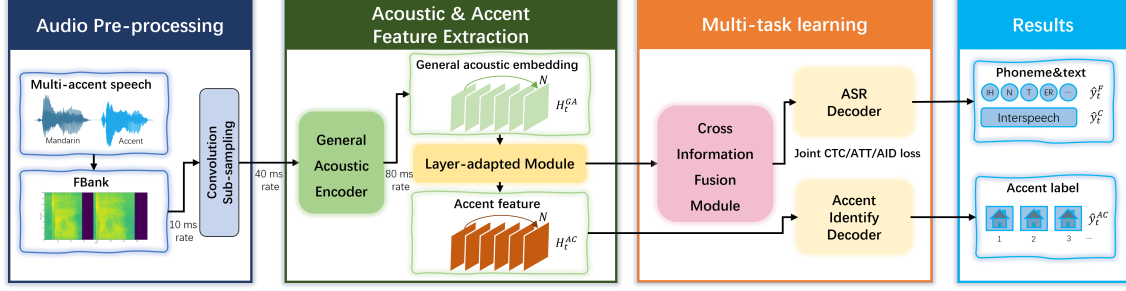 Audio Pre-processing
Multi-accent speech
Mandarin
Accent
FBank
10 ms
rate
Convolution
Sub-sampling
40 ms
rate
Acoustic & Accent
Feature Extraction
General
Acoustic
Encoder
80 ms
rate
General acoustic embedding
N
H_t^{GA}
Layer-adapted Module
Accent feature
N
H_t^{AC}
Multi-task learning
Cross
Information
Fusion
Module
ASR
Decoder
Joint CTC/ATT/AID loss
Accent
Identify
Decoder
Results
Phoneme&text
IH N T ER ...
ŷ_t^F
Interspeech
ŷ_t^C
Accent label
ŷ_t^{AC}
1 2 3 ...